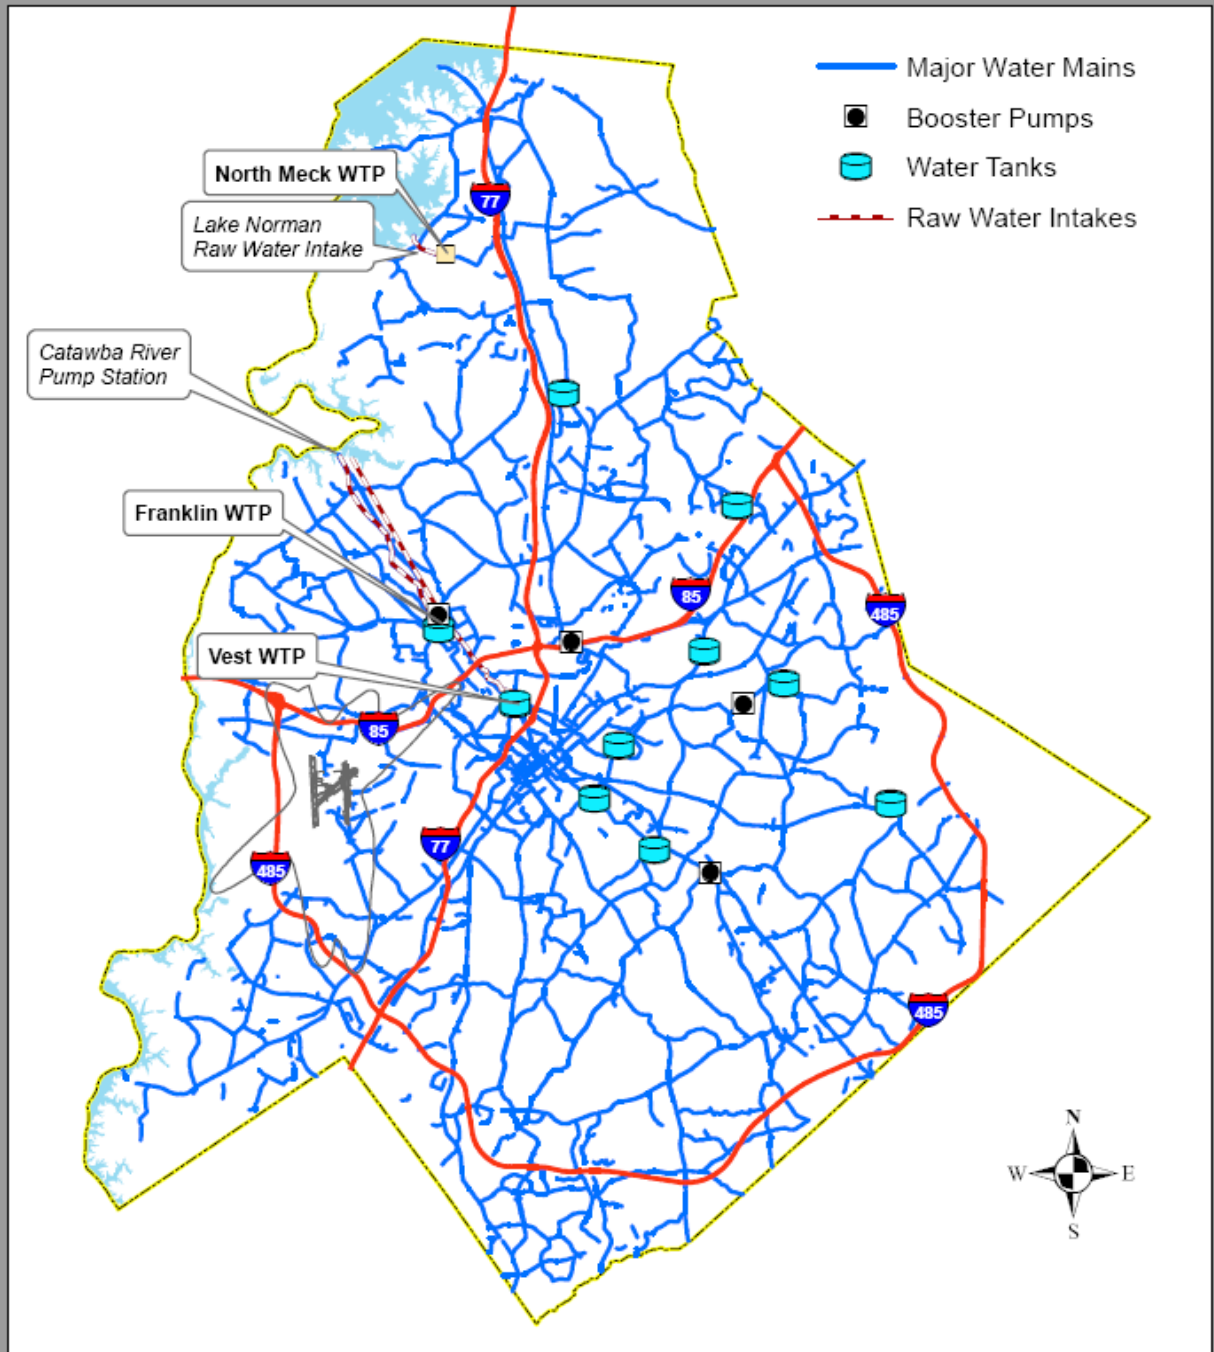 Major Water Mains
Booster Pumps
Water Tanks
Raw Water Intakes
North Meck WTP
77
Lake Norman
Raw Water Intake
Catawba River
Pump Station
Franklin WTP
85
485
Vest WTP
85
77
485
485
N
W E
S